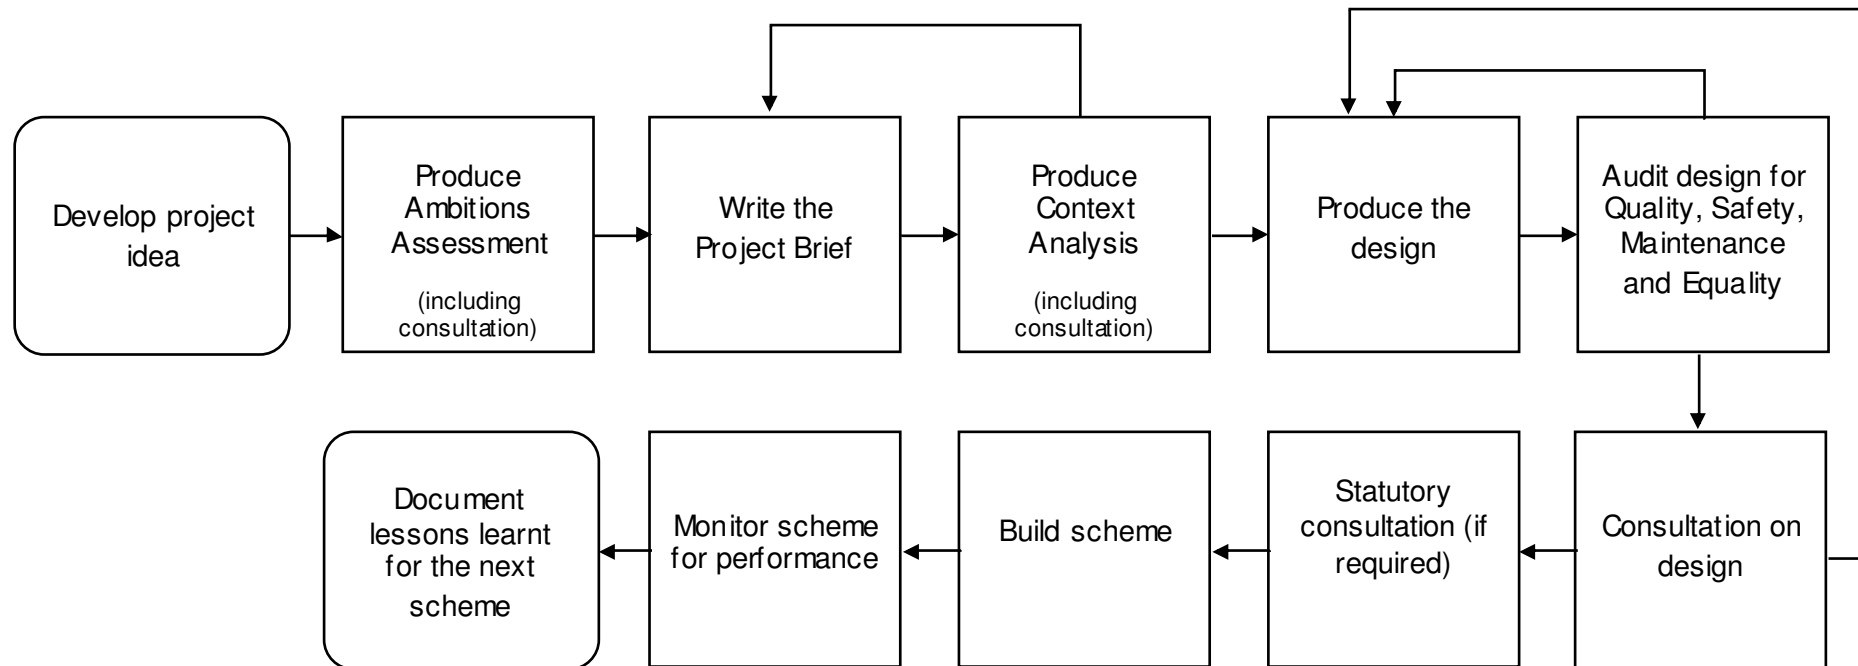 Develop project
idea
Produce
Ambitions
Assessment
(including
consultation)
Write the
Project Brief
Produce
Context
Analysis
(including
consultation)
Produce the
design
Audit design for
Quality, Safety,
Maintenance
and Equality
Document
lessons learnt
for the next
scheme
Monitor scheme
for performance
Build scheme
Statutory
consultation (if
required)
Consultation on
design